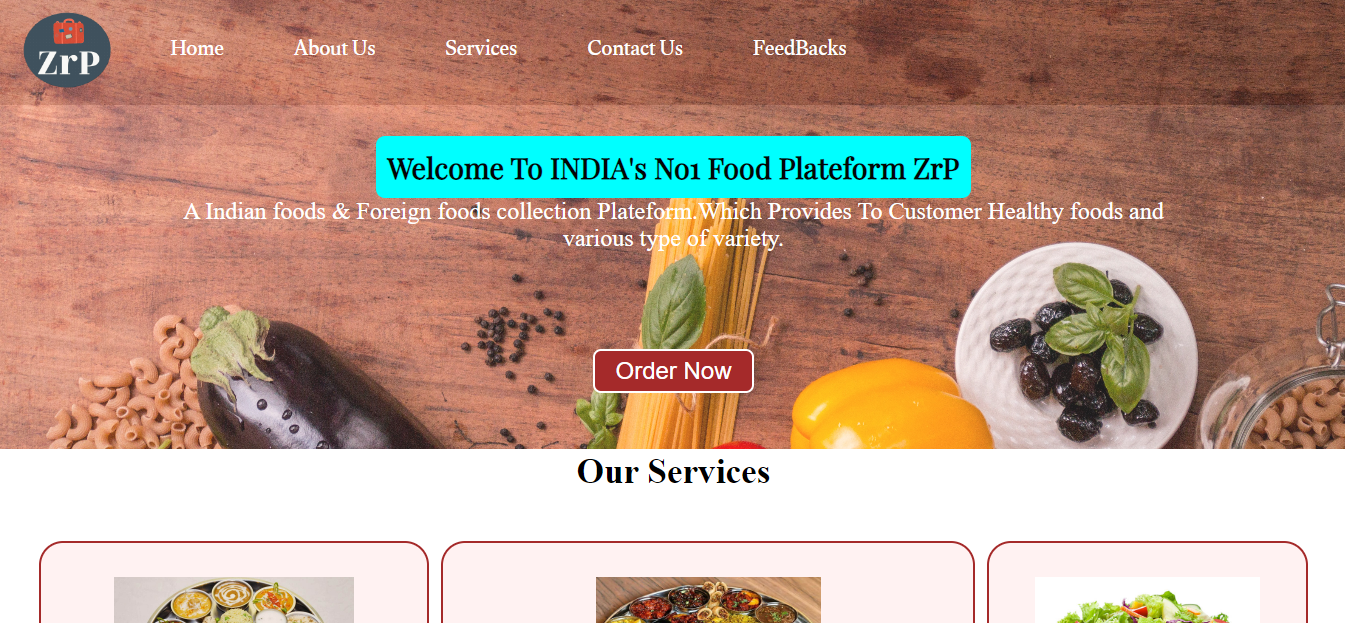 ZrP
Home About Us Services Contact Us FeedBacks
Welcome To INDIA's No1 Food Plateform ZrP
A Indian foods & Foreign foods collection Plateform.Which Provides To Customer Healthy foods and
various type of variety.
Order Now
Our Services